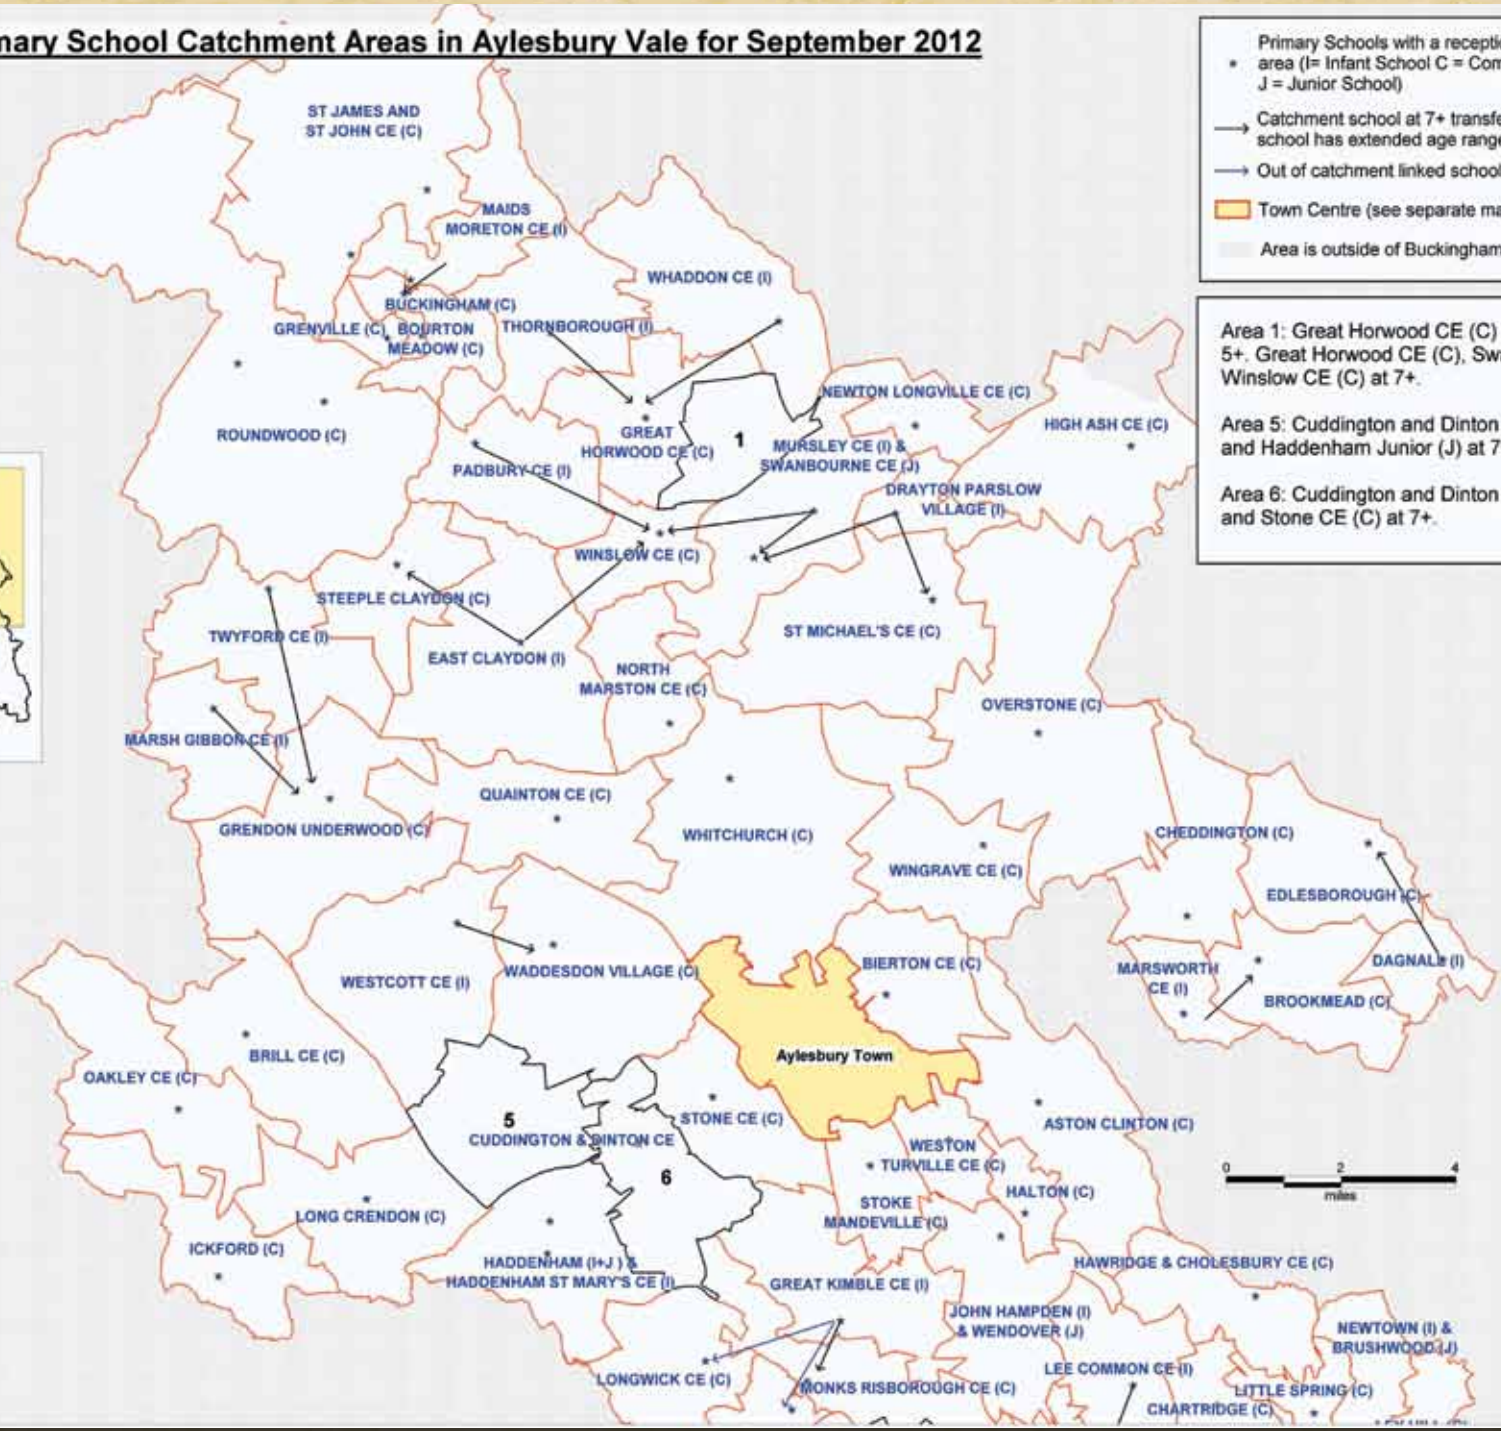 mary School Catchment Areas in Aylesbury Vale for September 2012
Primary Schools with a recepti
area (I= Infant School C = Com
J = Junior School)
Catchment school at 7+ transfe
school has extended age range
Out of catchment linked school
Town Centre (see separate ma
Area is outside of Buckingham
Area 1: Great Horwood CE (C)
5+. Great Horwood CE (C), Sw
Winslow CE (C) at 7+.
Area 5: Cuddington and Dinton
and Haddenham Junior (J) at 7
Area 6: Cuddington and Dinton
and Stone CE (C) at 7+.
ST JAMES AND
ST JOHN CE (C)
MAIDS
MORETON CE (I)
WHADDON CE (I)
BUCKINGHAM (C)
GRENVILLE (C)
BOURTON
MEADOW (C)
THORNBOROUGH (I)
NEWTON LONGVILLE CE (C)
HIGH ASH CE (C)
ROUNDWOOD (C)
GREAT
HORWOOD CE (C)
1
MURSLEY CE (I) &
SWANBOURNE CE (J)
PADBURY CE (I)
DRAYTON PARSLOW
VILLAGE (I)
WINSLOW CE (C)
STEEPLE CLAYDON (C)
TWYFORD CE (I)
ST MICHAEL'S CE (C)
EAST CLAYDON (I)
NORTH
MARSTON CE (C)
OVERSTONE (C)
MARSH GIBBON CE (I)
QUAINTON CE (C)
GRENDON UNDERWOOD (C)
WHITCHURCH (C)
CHEDDINGTON (C)
WINGRAVE CE (C)
EDLESBOROUGH (C)
WESTCOTT CE (I)
WADDESDON VILLAGE (C)
BIERTON CE (C)
MARSWORTH
CE (I)
DAGNALL (I)
BROOKMEAD (C)
BRILL CE (C)
OAKLEY CE (C)
Aylesbury Town
5
CUDDINGTON & DINTON CE
STONE CE (C)
ASTON CLINTON (C)
WESTON
TURVILLE CE (C)
6
0 2 4
miles
HALTON (C)
STOKE
MANDEVILLE (C)
LONG CRENDON (C)
ICKFORD (C)
HADDENHAM (I+J) &
HADDENHAM ST MARY'S CE (I)
HAWRIDGE & CHOLESBURY CE (C)
GREAT KIMBLE CE (I)
JOHN HAMPDEN (I)
& WENDOVER (J)
NEWTOWN (I) &
BRUSHWOOD (J)
LONGWICK CE (C)
MONKS RISBOROUGH CE (C)
LEE COMMON CE (I)
LITTLE SPRING (C)
CHARTRIDGE (C)